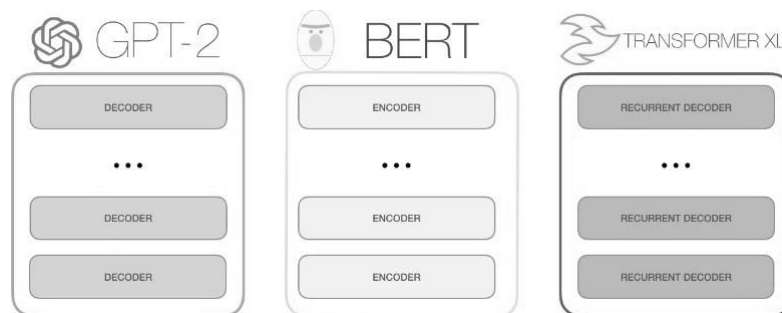 GPT-2
DECODER
...
DECODER
DECODER
BERT
ENCODER
...
ENCODER
ENCODER
TRANSFORMER XL
RECURRENT DECODER
...
RECURRENT DECODER
RECURRENT DECODER